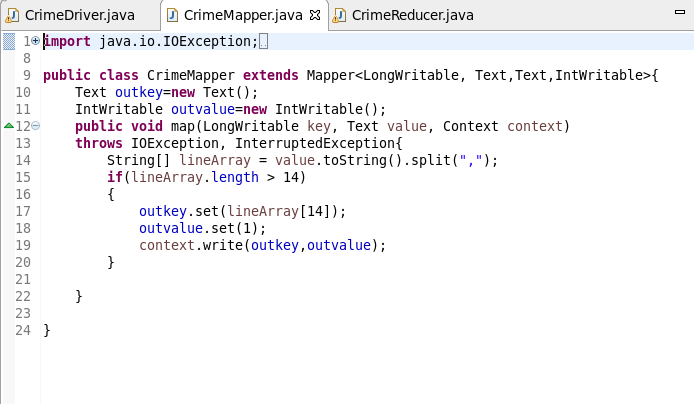 CrimeDriver.java CrimeMapper.java CrimeReducer.java
1 import java.io.IOException;
8
9 public class CrimeMapper extends Mapper<LongWritable, Text,Text,IntWritable>{
10 Text outkey=new Text();
11 IntWritable outvalue=new IntWritable();
12 public void map(LongWritable key, Text value, Context context)
13 throws IOException, InterruptedException{
14 String[] lineArray = value.toString().split(",");
15 if(lineArray.length > 14)
16 {
17 outkey.set(lineArray[14]);
18 outvalue.set(1);
19 context.write(outkey,outvalue);
20 }
21
22 }
23
24 }